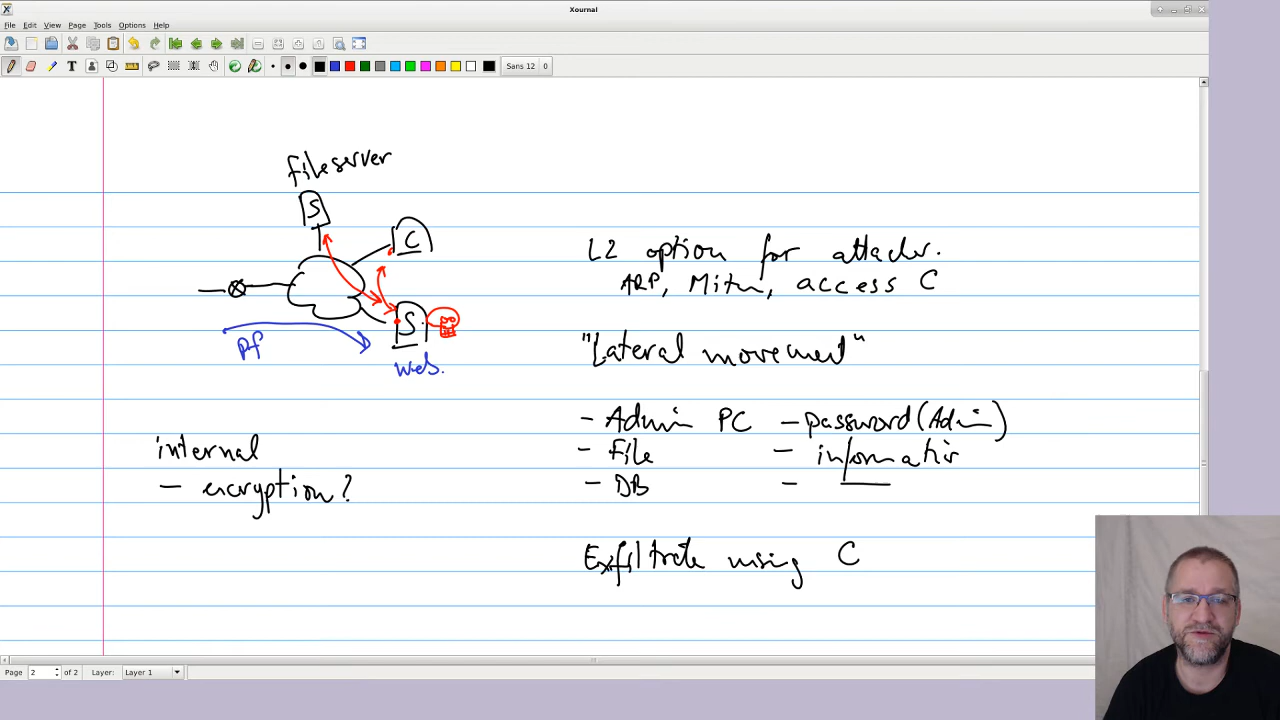 Xournal
File Edit View Page Tools Options Help
Sans 12 0
fileserver
S
C
S
pf
web.
L2 option for attacker.
ARP, Mitm, access C
"Lateral movement"
- Admin PC - password (Admin)
- File - information
- DB -
internal
- encryption?
Exfiltrate using C
Page 2 of 2 Layer: Layer 1